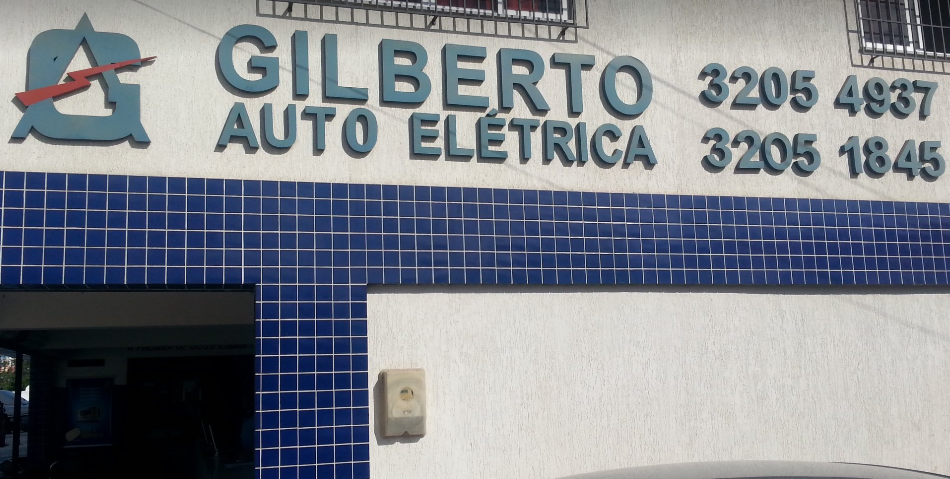 GILBERTO 3205 4937
AUTO ELÉTRICA 3205 1845